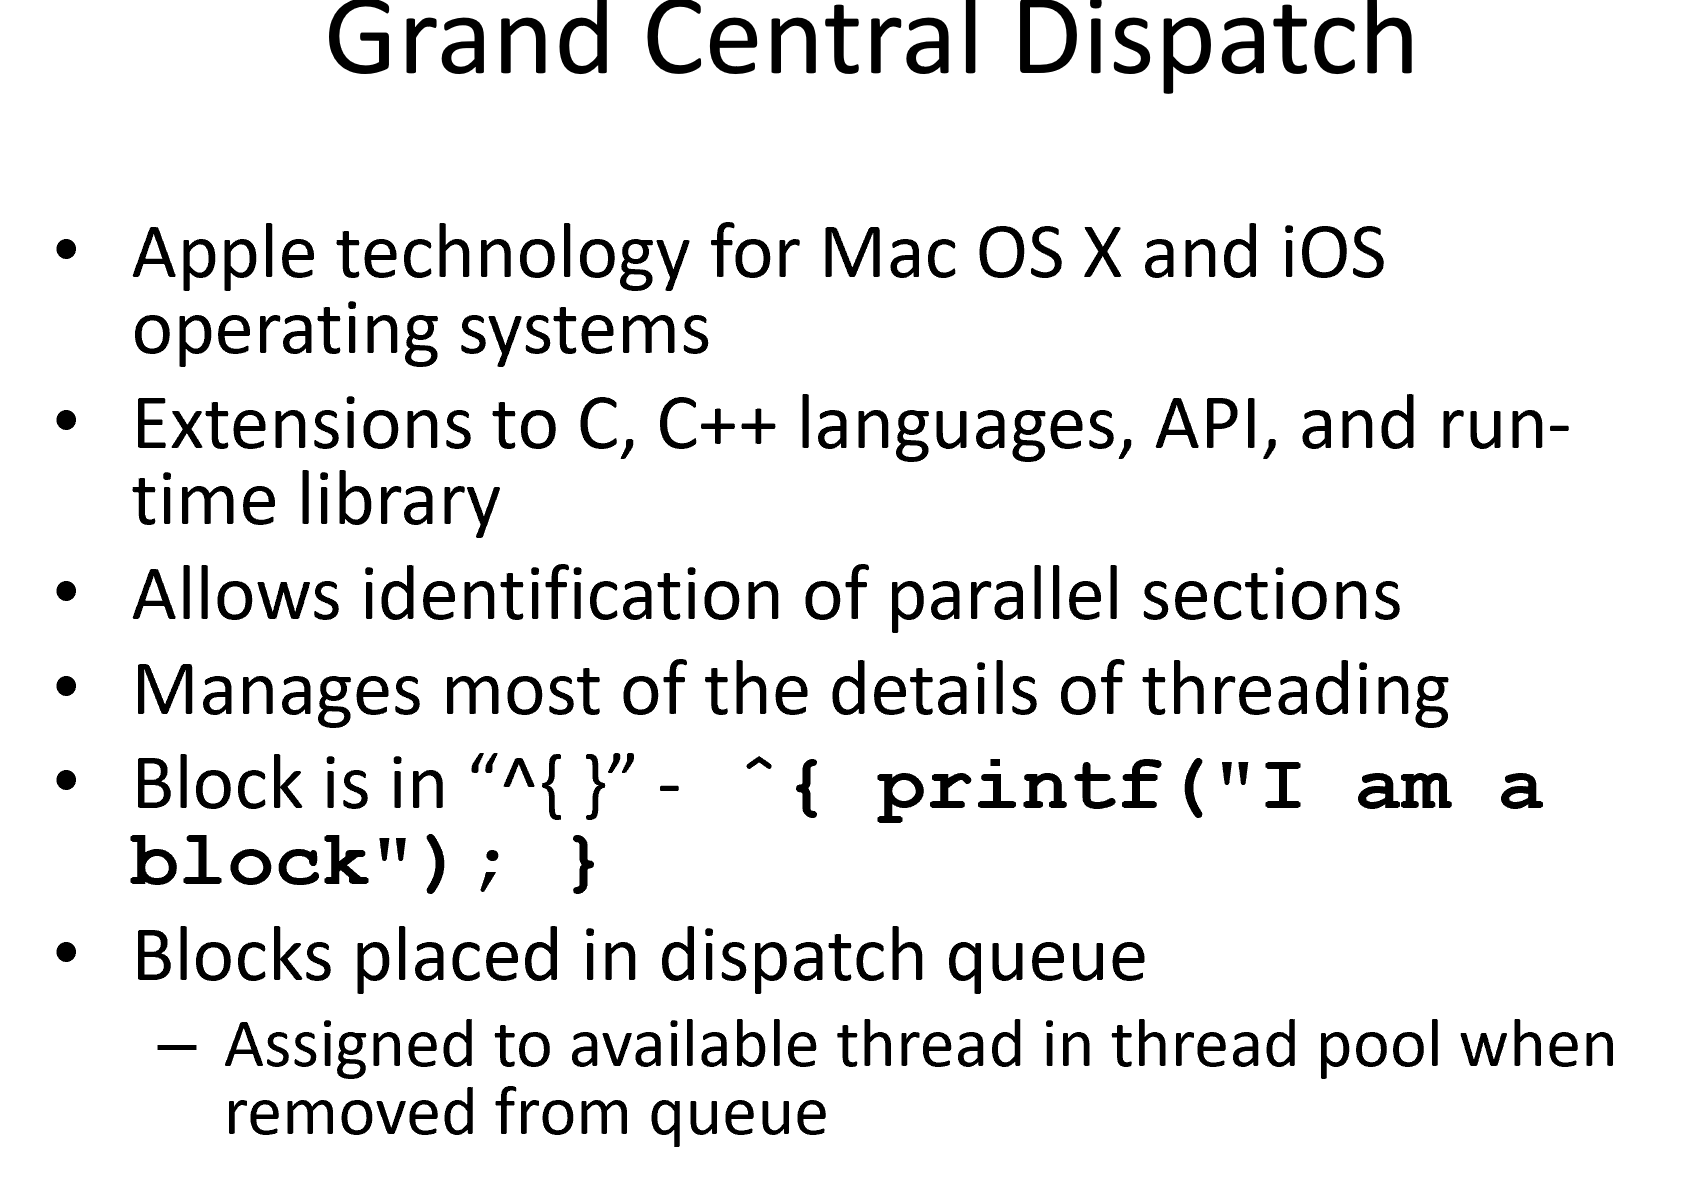 Grand Central Dispatch
• Apple technology for Mac OS X and iOS
operating systems
• Extensions to C, C++ languages, API, and run-
time library
• Allows identification of parallel sections
• Manages most of the details of threading
• Block is in “^{ }” - ˆ{ printf("I am a
block"); }
• Blocks placed in dispatch queue
– Assigned to available thread in thread pool when
removed from queue